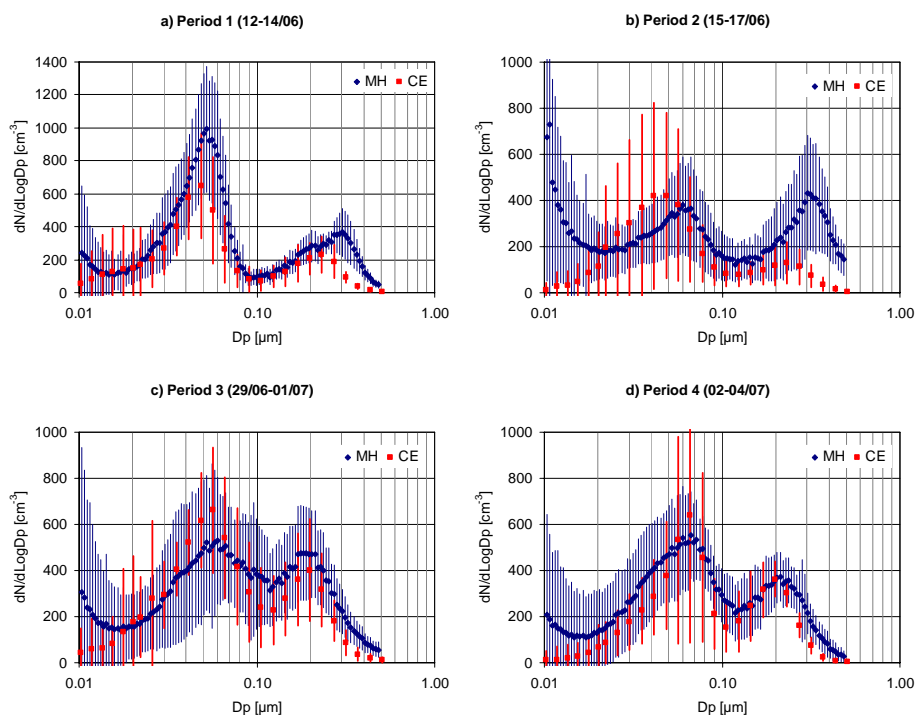 a) Period 1 (12-14/06)
b) Period 2 (15-17/06)
dN/dLogDp [cm-3]
1400
1200
1000
800
600
400
200
0
MH CE
0.01 0.10 1.00
Dp [µm]
dN/dLogDp [cm-3]
1000
800
600
400
200
0
MH CE
0.01 0.10 1.00
Dp [µm]
c) Period 3 (29/06-01/07)
d) Period 4 (02-04/07)
dN/dLogDp [cm-3]
1000
800
600
400
200
0
MH CE
0.01 0.10 1.00
Dp [µm]
dN/dLogDp [cm-3]
1000
800
600
400
200
0
MH CE
0.01 0.10 1.00
Dp [µm]